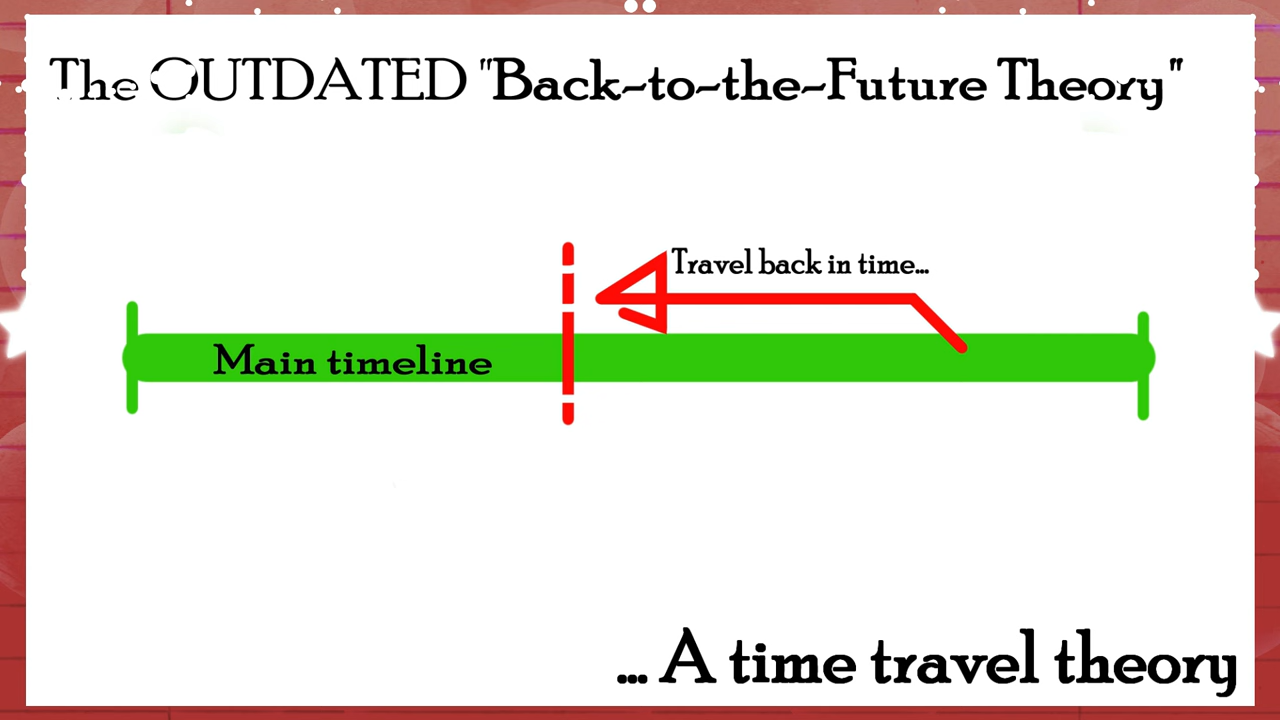 The OUTDATED "Back-to-the-Future Theory"
Travel back in time...
Main timeline
... A time travel theory